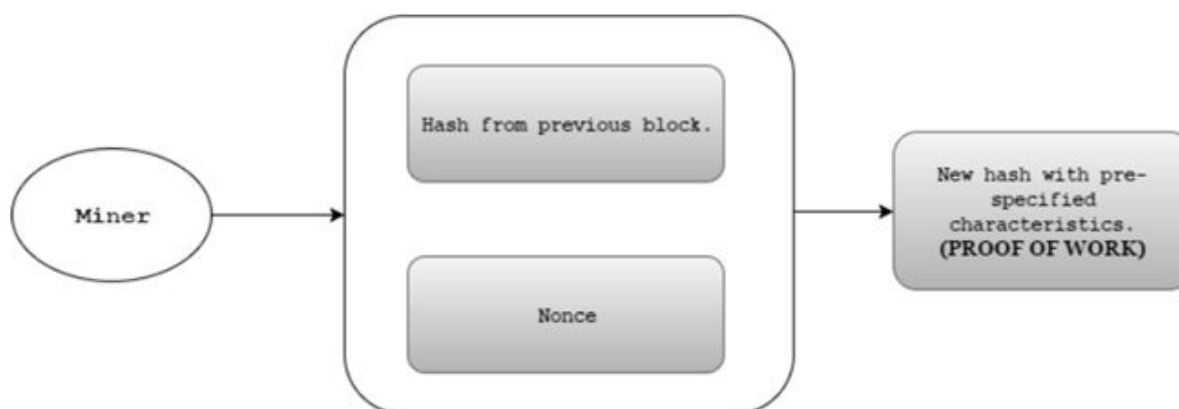 Miner
Hash from previous block.
Nonce
New hash with pre-
specified
characteristics.
(PROOF OF WORK)